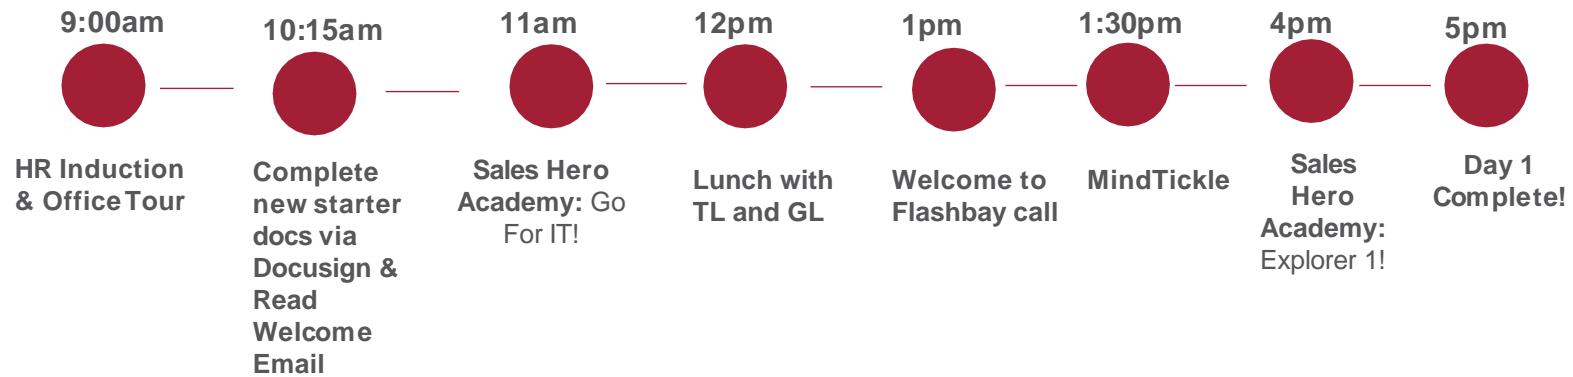 9:00am
10:15am
11am
12pm
1pm
1:30pm
4pm
5pm
HR Induction
& Office Tour
Complete
new starter
docs via
Docusign &
Read
Welcome
Email
Sales Hero
Academy: Go
For IT!
Lunch with
TL and GL
Welcome to
Flashbay call
MindTickle
Sales
Hero
Academy:
Explorer 1!
Day 1
Complete!